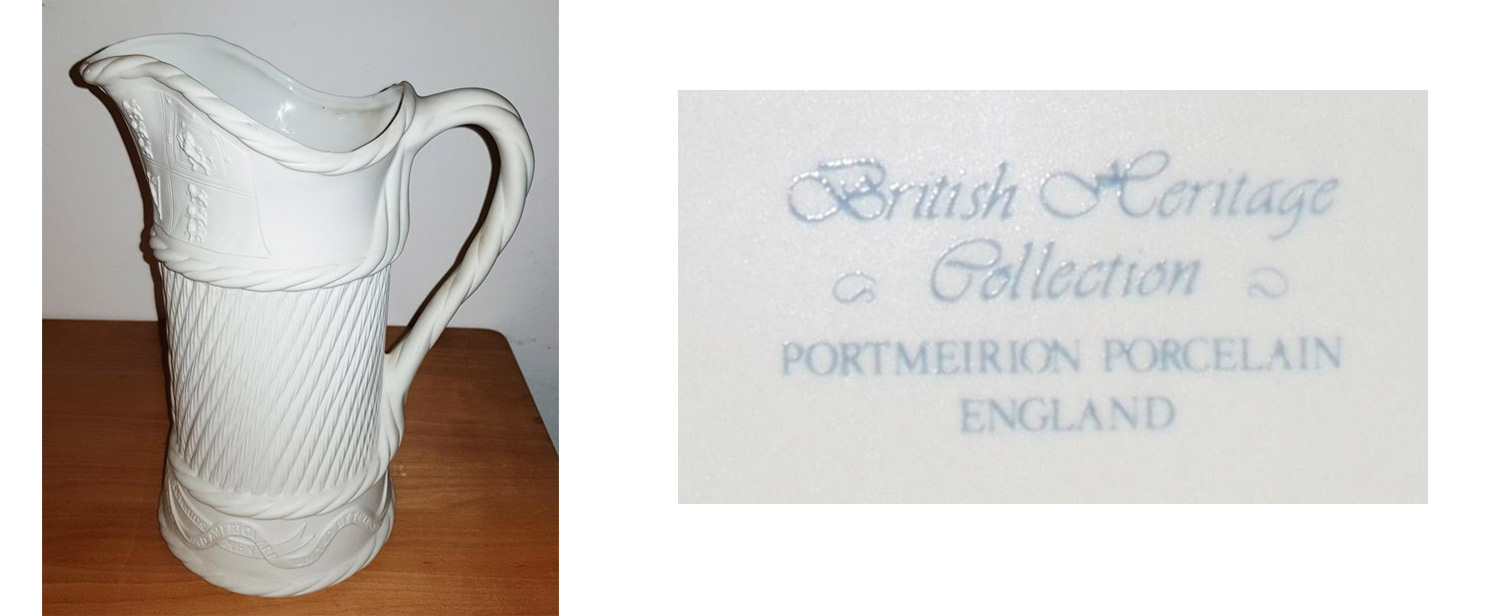 British Heritage
Collection
PORTMEIRION PORCELAIN
ENGLAND